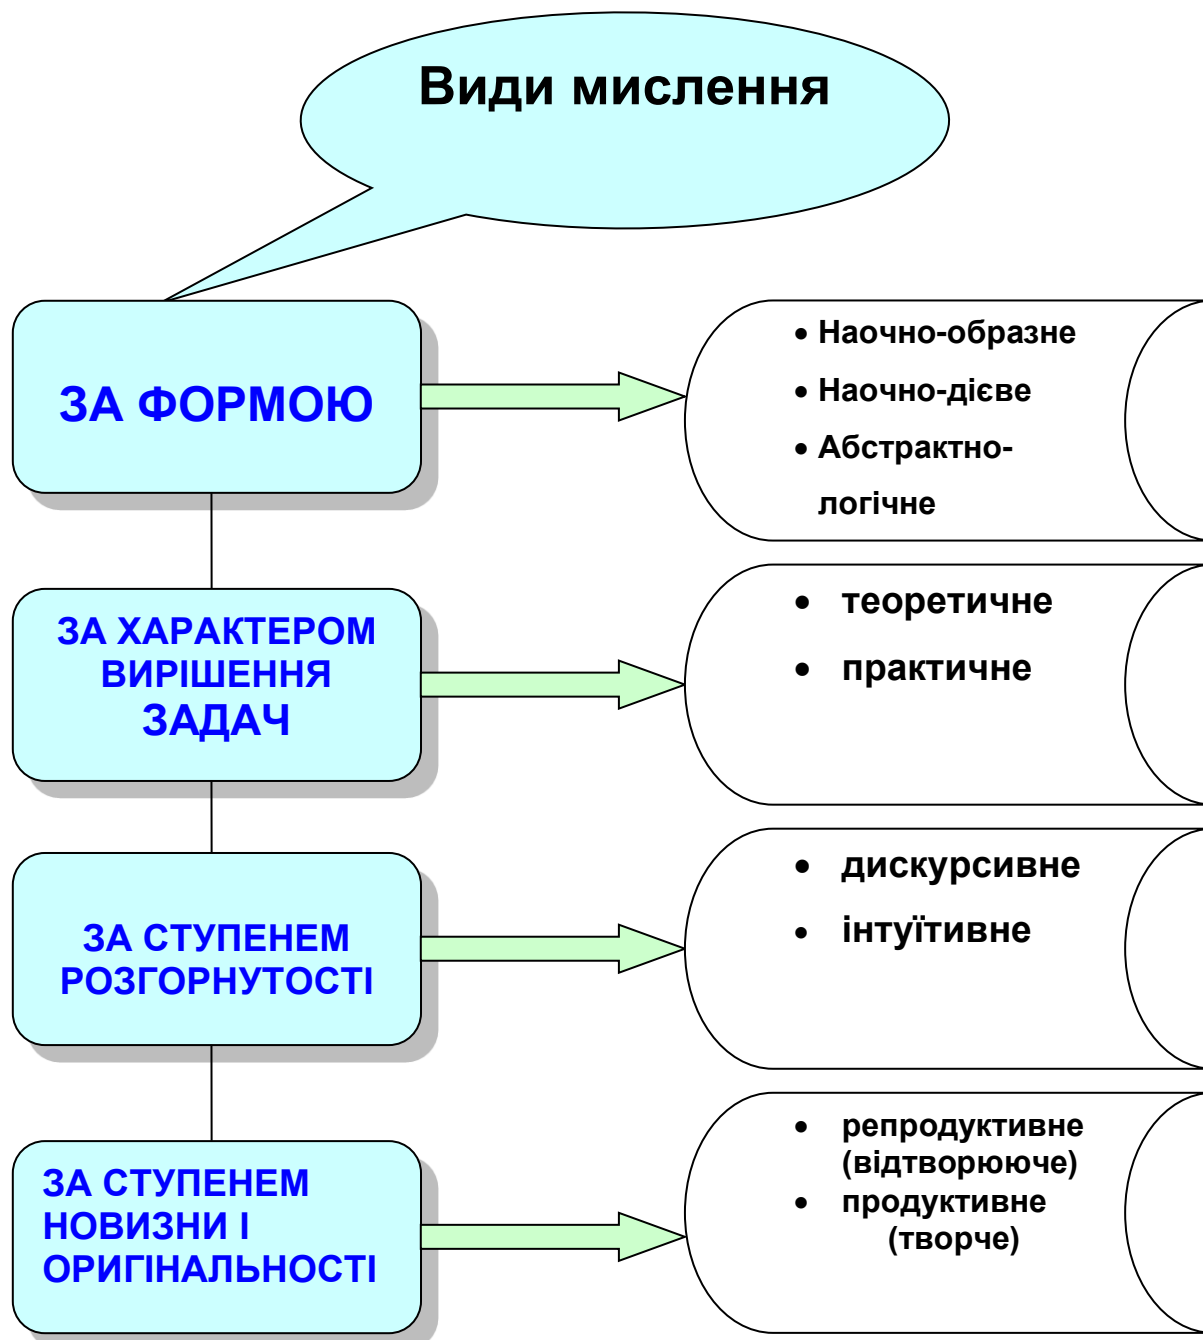 Види мислення
ЗА ФОРМОЮ
• Наочно-образне
• Наочно-дієве
• Абстрактно-
логічне
ЗА ХАРАКТЕРОМ
ВИРІШЕННЯ
ЗАДАЧ
• теоретичне
• практичне
ЗА СТУПЕНЕМ
РОЗГОРНУТОСТІ
• дискурсивне
• інтуїтивне
ЗА СТУПЕНЕМ
НОВИЗНИ І
ОРИГІНАЛЬНОСТІ
• репродуктивне
(відтворююче)
• продуктивне
(творче)